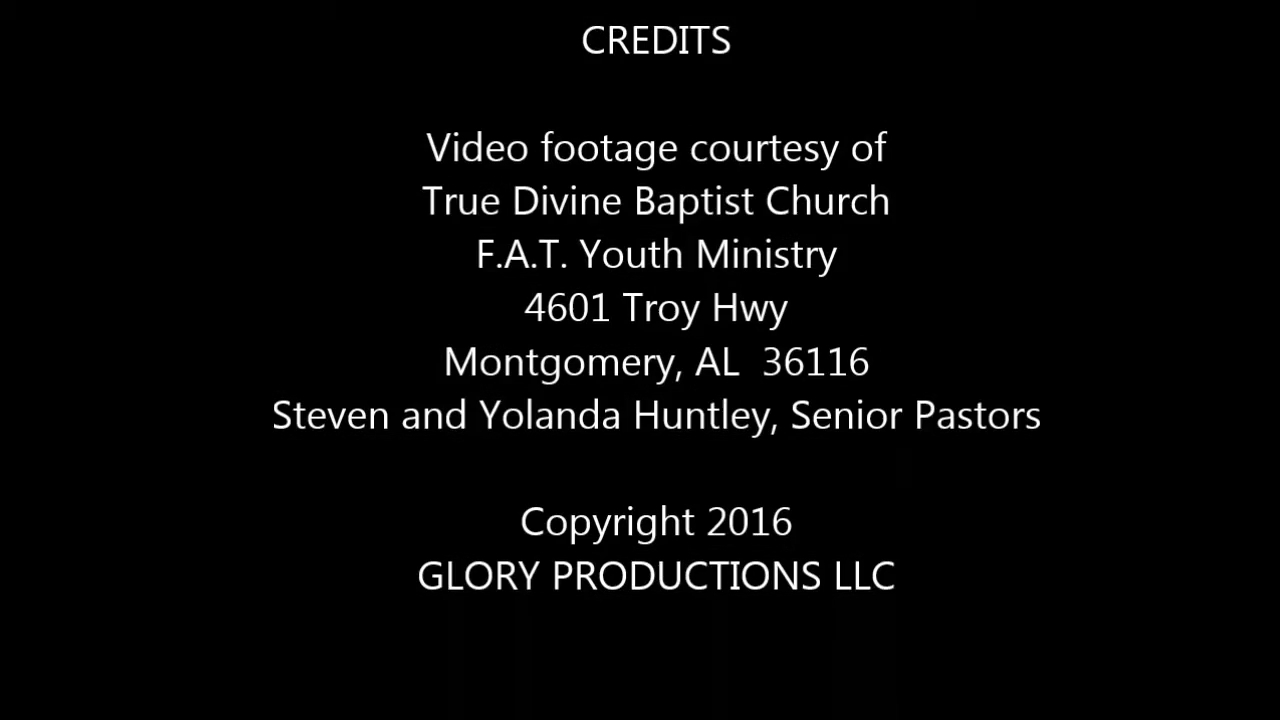 CREDITS
Video footage courtesy of
True Divine Baptist Church
F.A.T. Youth Ministry
4601 Troy Hwy
Montgomery, AL  36116
Steven and Yolanda Huntley, Senior Pastors
Copyright 2016
GLORY PRODUCTIONS LLC